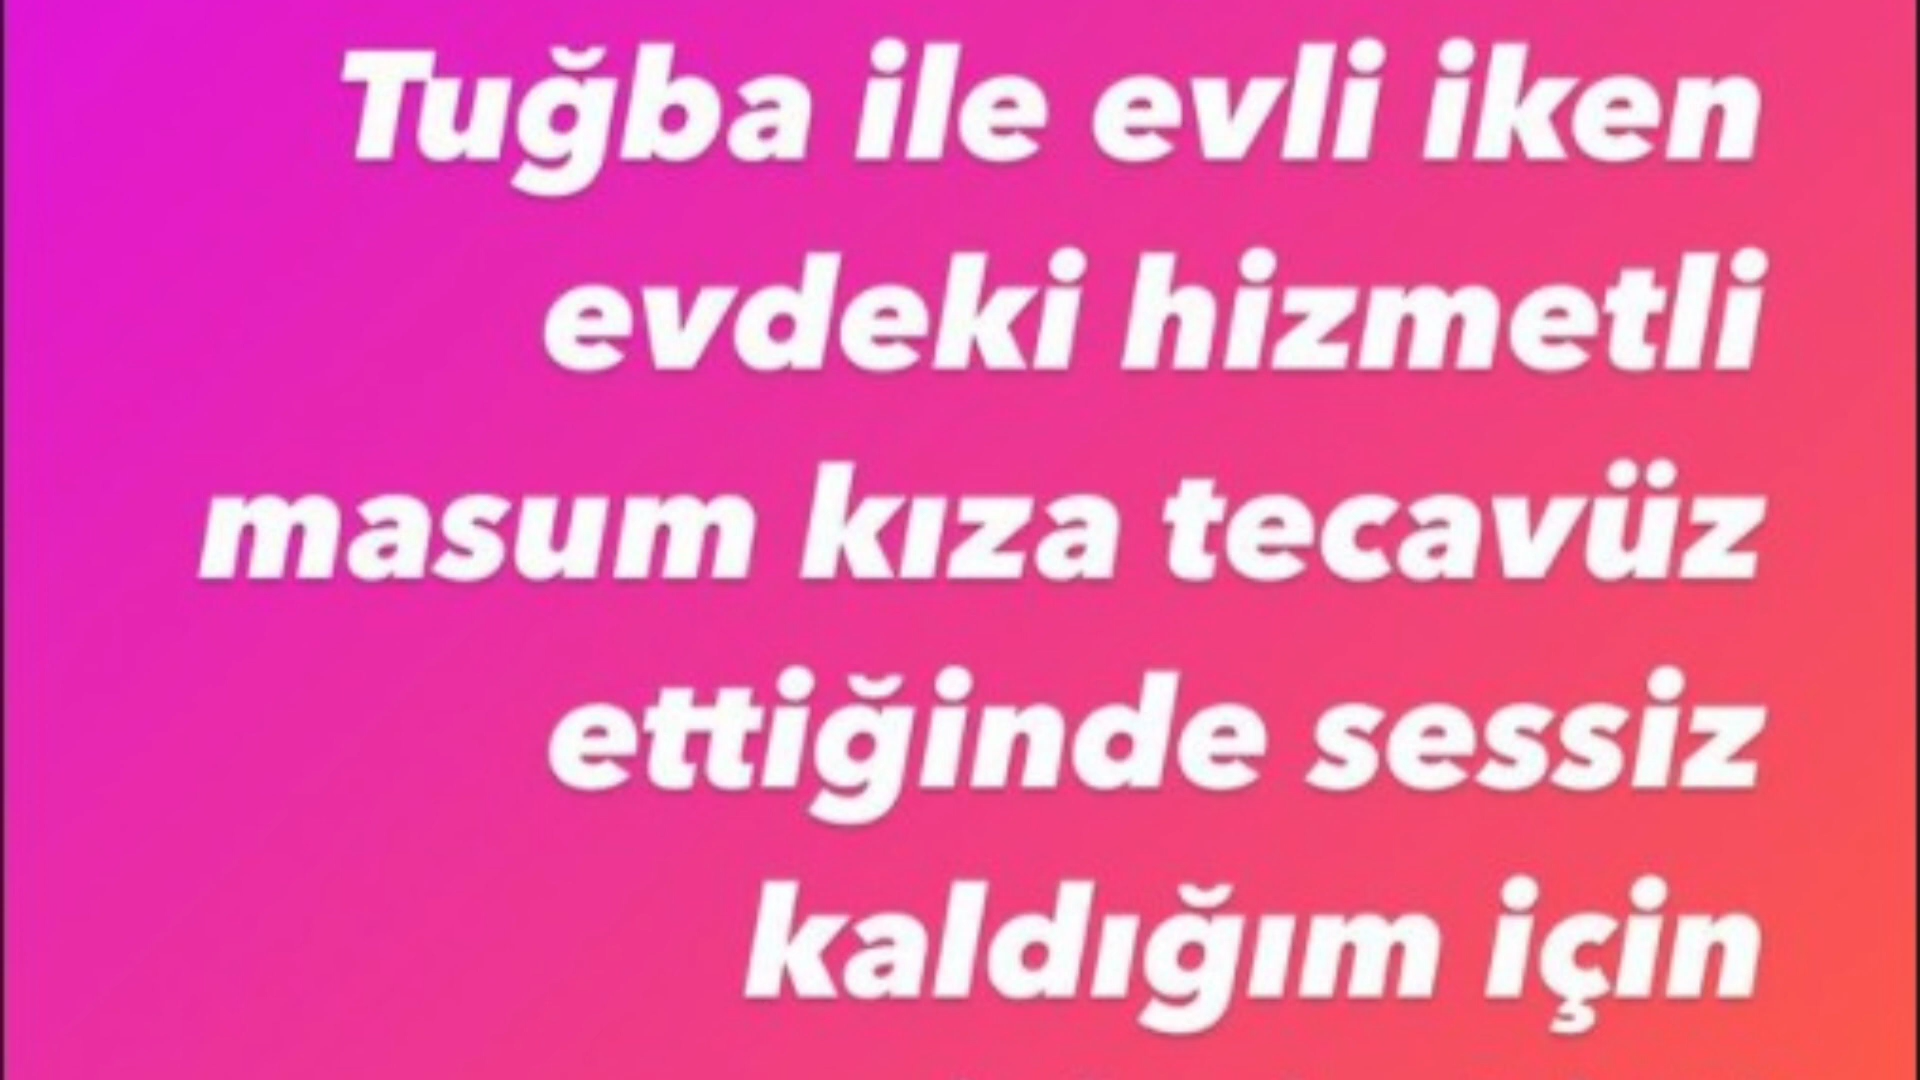 Tuğba ile evli iken
evdeki hizmetli
masum kıza tecavüz
ettiğinde sessiz
kaldığım için